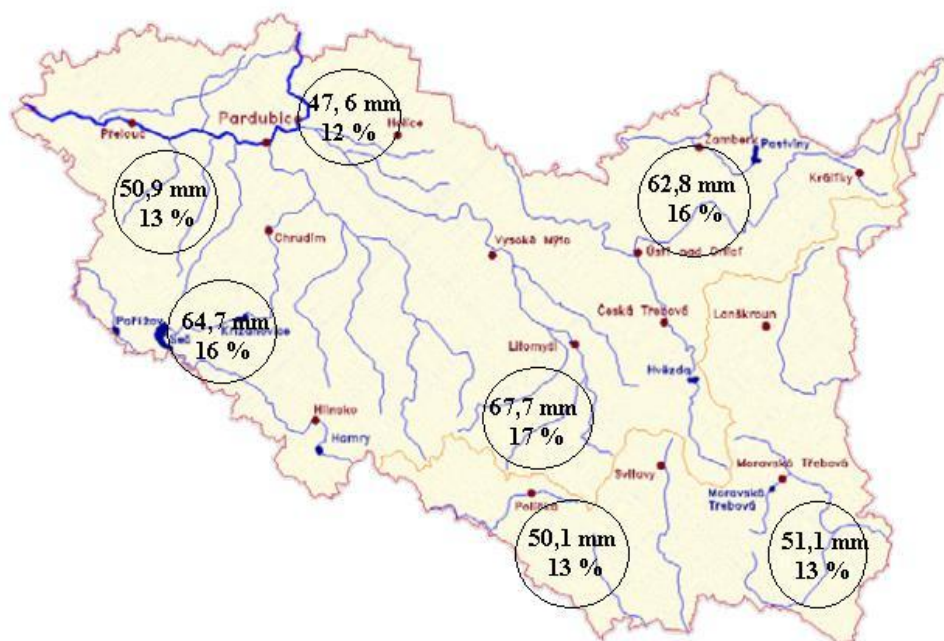 Pardubice
47, 6 mm
12 %
Holice
Přelouč
Žamberk
Pastviny
Králíky
50,9 mm
13 %
62,8 mm
16 %
Chrudim
Vysoké Mýto
Ústí nad Orlicí
64,7 mm
16 %
Pařížov
Seč
Křižanovice
Česká Třebová
Lanškroun
Litomyšl
Hvězda
67,7 mm
17 %
Hlinsko
Hamry
Svitavy
Moravská Třebová
Moravská
Třebová
Polička
50,1 mm
13 %
51,1 mm
13 %